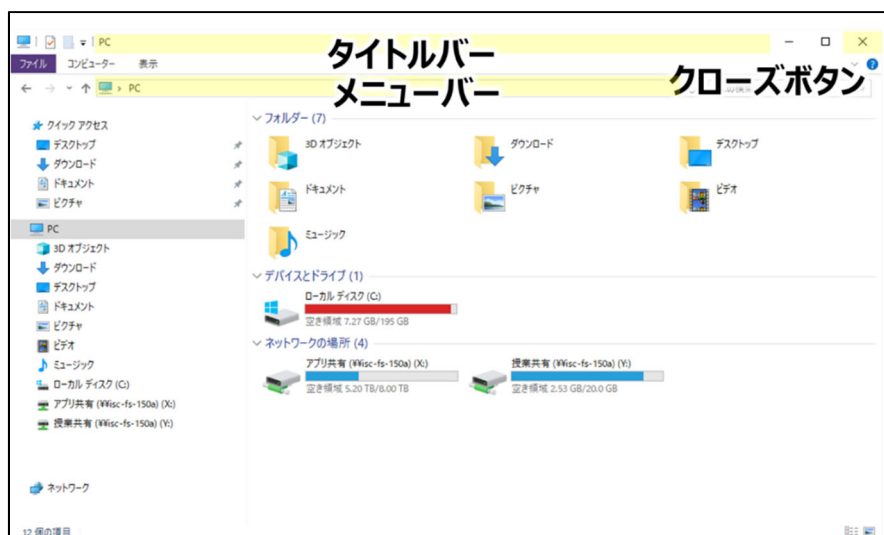 PC
タイトルバー
ファイル コンピューター 表示
メニューバー
クローズボタン
PC
クイック アクセス
デスクトップ
ダウンロード
ドキュメント
ピクチャ
PC
3D オブジェクト
ダウンロード
デスクトップ
ドキュメント
ピクチャ
ビデオ
ミュージック
ローカル ディスク (C:)
アプリ共有 (¥¥isc-fs-150a) (X:)
授業共有 (¥¥isc-fs-150a) (Y:)
ネットワーク
12 個の項目
フォルダー (7)
3D オブジェクト ダウンロード デスクトップ
ドキュメント ピクチャ ビデオ
ミュージック
デバイスとドライブ (1)
ローカル ディスク (C:)
空き領域 7.27 GB/195 GB
ネットワークの場所 (4)
アプリ共有 (¥¥isc-fs-150a) (X:) 授業共有 (¥¥isc-fs-150a) (Y:)
空き領域 5.20 TB/8.00 TB 空き領域 2.53 GB/20.0 GB